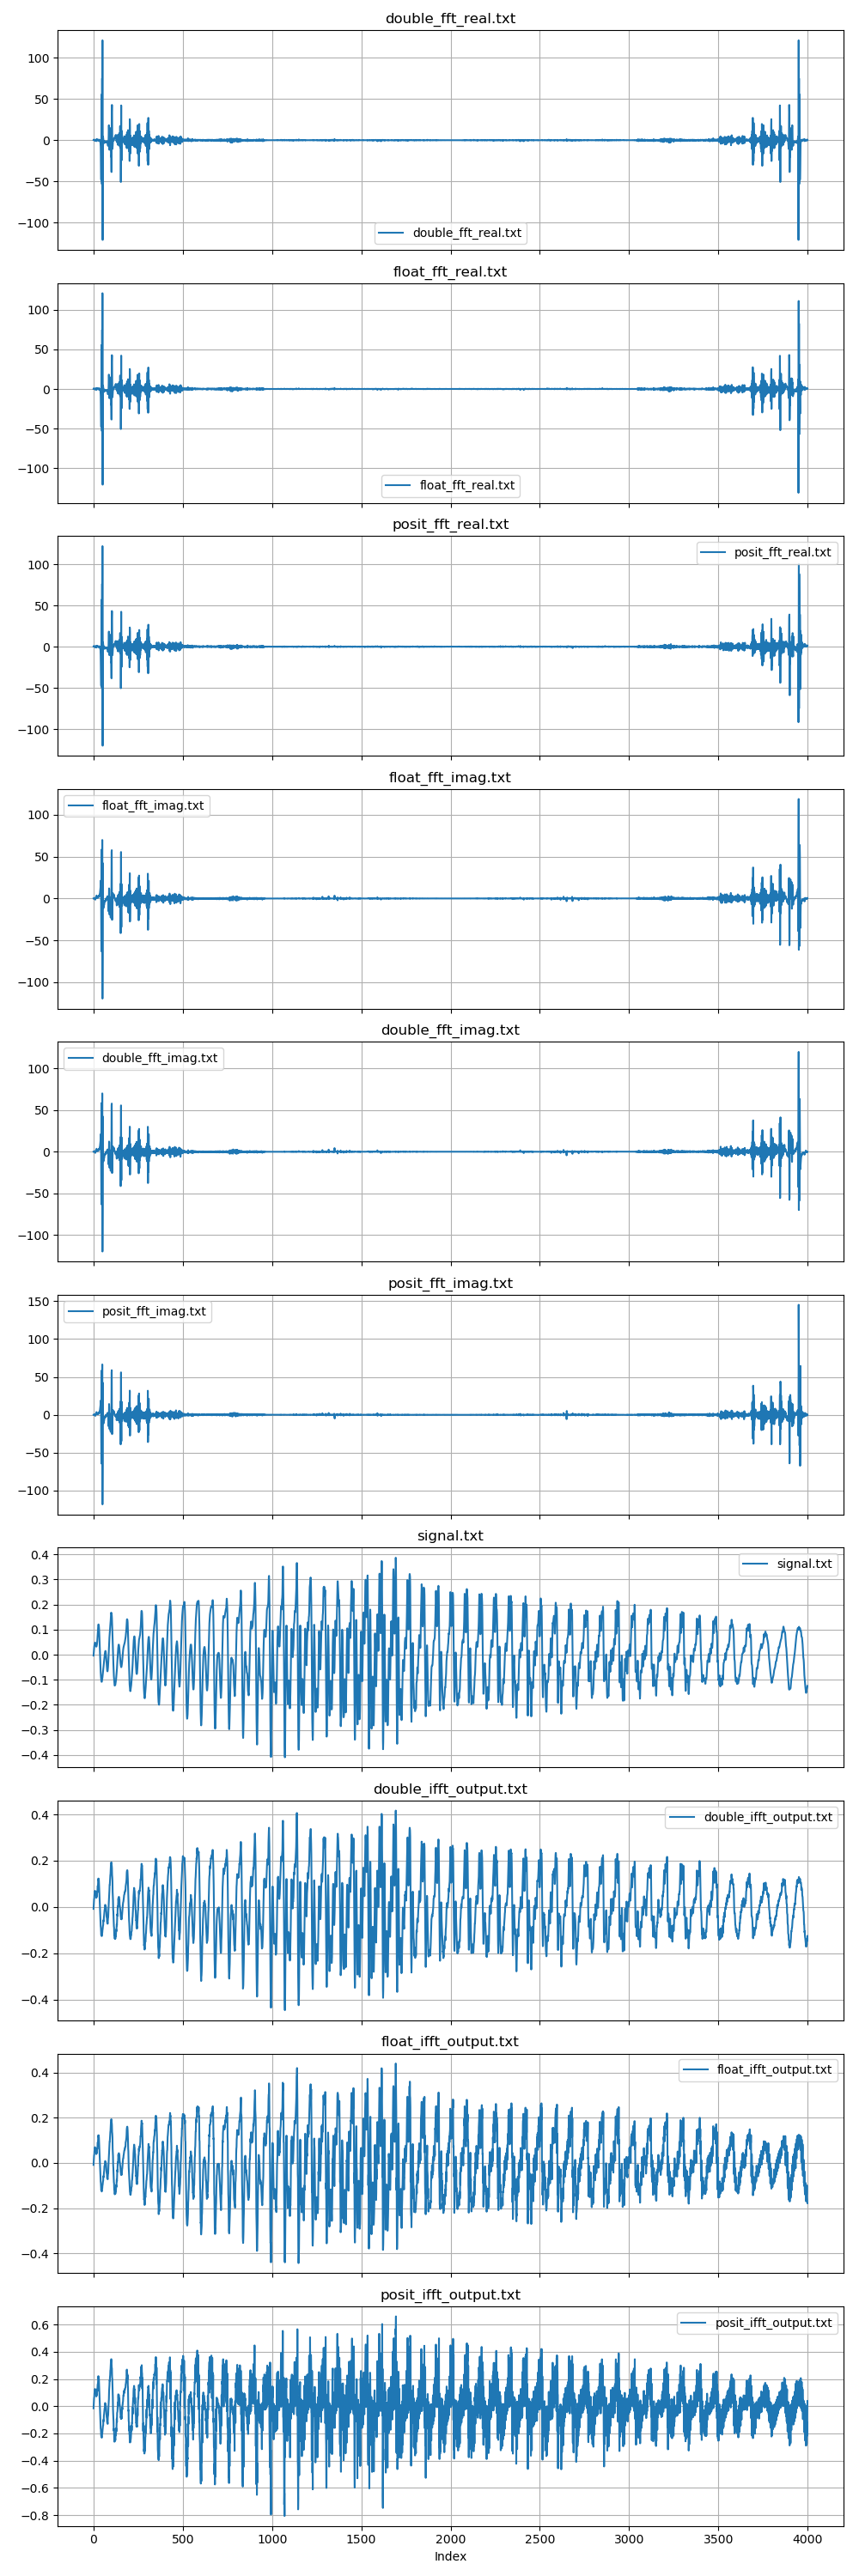 double_fft_real.txt
100
50
0
−50
−100
double_fft_real.txt
float_fft_real.txt
100
50
0
−50
−100
float_fft_real.txt
posit_fft_real.txt
posit_fft_real.txt
100
50
0
−50
−100
float_fft_imag.txt
float_fft_imag.txt
100
50
0
−50
−100
double_fft_imag.txt
double_fft_imag.txt
100
50
0
−50
−100
posit_fft_imag.txt
150
posit_fft_imag.txt
100
50
0
−50
−100
signal.txt
0.4
signal.txt
0.3
0.2
0.1
0.0
−0.1
−0.2
−0.3
−0.4
double_ifft_output.txt
0.4
double_ifft_output.txt
0.2
0.0
−0.2
−0.4
float_ifft_output.txt
0.4
float_ifft_output.txt
0.2
0.0
−0.2
−0.4
posit_ifft_output.txt
0.6
posit_ifft_output.txt
0.4
0.2
0.0
−0.2
−0.4
−0.6
−0.8
0 500 1000 1500 2000 2500 3000 3500 4000
Index